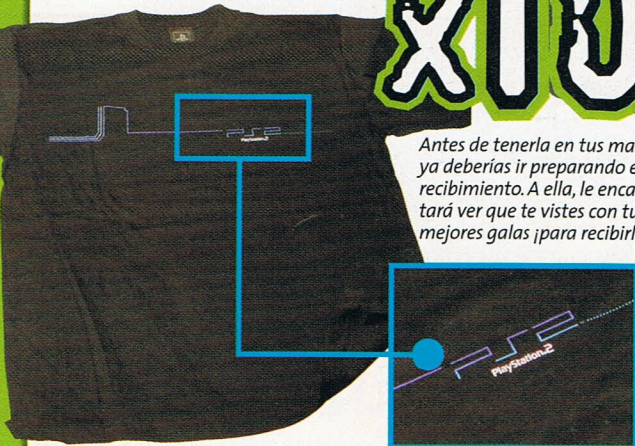 Antes de tenerla en tus ma
ya deberías ir preparando e
recibimiento. A ella, le enca
tará ver que te vistes con tu
mejores galas ¡para recibirl
PS2
PlayStation.2
PS2
PlayStation.2